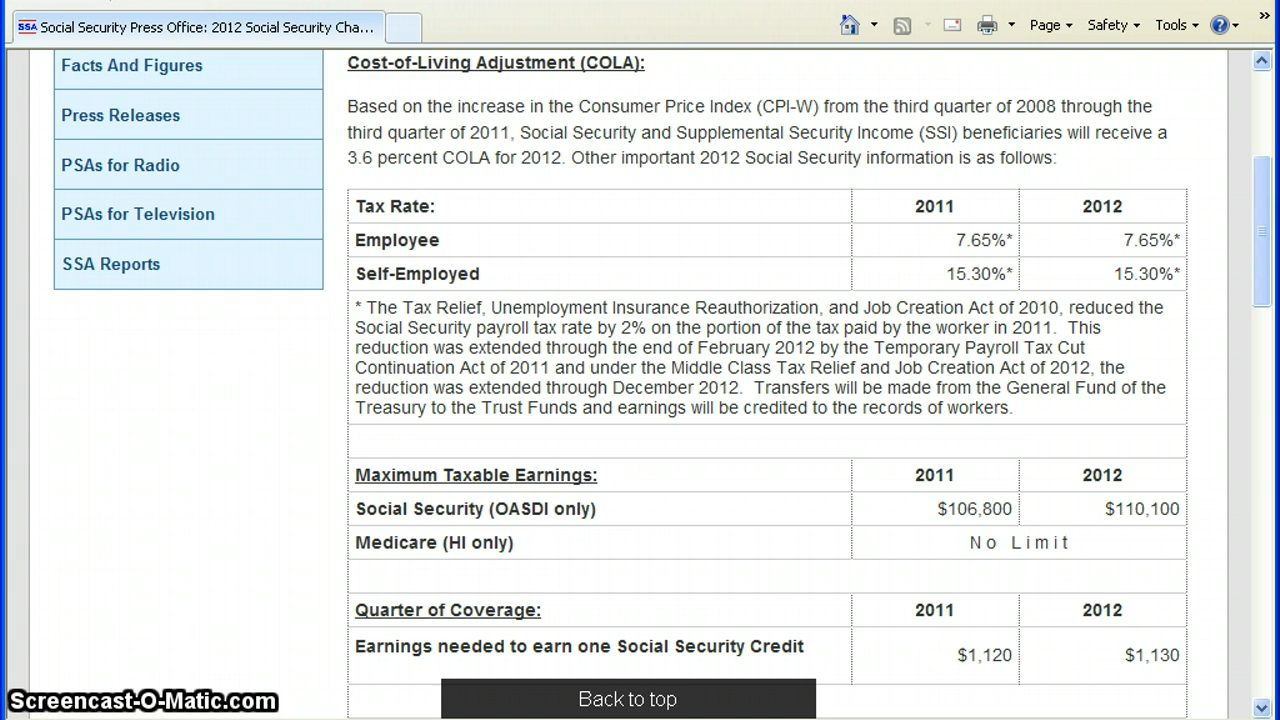 SSA Social Security Press Office: 2012 Social Security Cha...
Page
Safety
Tools
»
Facts And Figures
Press Releases
PSAs for Radio
PSAs for Television
SSA Reports
Cost-of-Living Adjustment (COLA):
Based on the increase in the Consumer Price Index (CPI-W) from the third quarter of 2008 through the
third quarter of 2011, Social Security and Supplemental Security Income (SSI) beneficiaries will receive a
3.6 percent COLA for 2012. Other important 2012 Social Security information is as follows:
Tax Rate: 2011 2012
Employee 7.65%* 7.65%*
Self-Employed 15.30%* 15.30%*
* The Tax Relief, Unemployment Insurance Reauthorization, and Job Creation Act of 2010, reduced the
Social Security payroll tax rate by 2% on the portion of the tax paid by the worker in 2011. This
reduction was extended through the end of February 2012 by the Temporary Payroll Tax Cut
Continuation Act of 2011 and under the Middle Class Tax Relief and Job Creation Act of 2012, the
reduction was extended through December 2012. Transfers will be made from the General Fund of the
Treasury to the Trust Funds and earnings will be credited to the records of workers.
Maximum Taxable Earnings: 2011 2012
Social Security (OASDI only) $106,800 $110,100
Medicare (HI only) No Limit
Quarter of Coverage: 2011 2012
Earnings needed to earn one Social Security Credit $1,120 $1,130
Back to top
Screencast-O-Matic.com